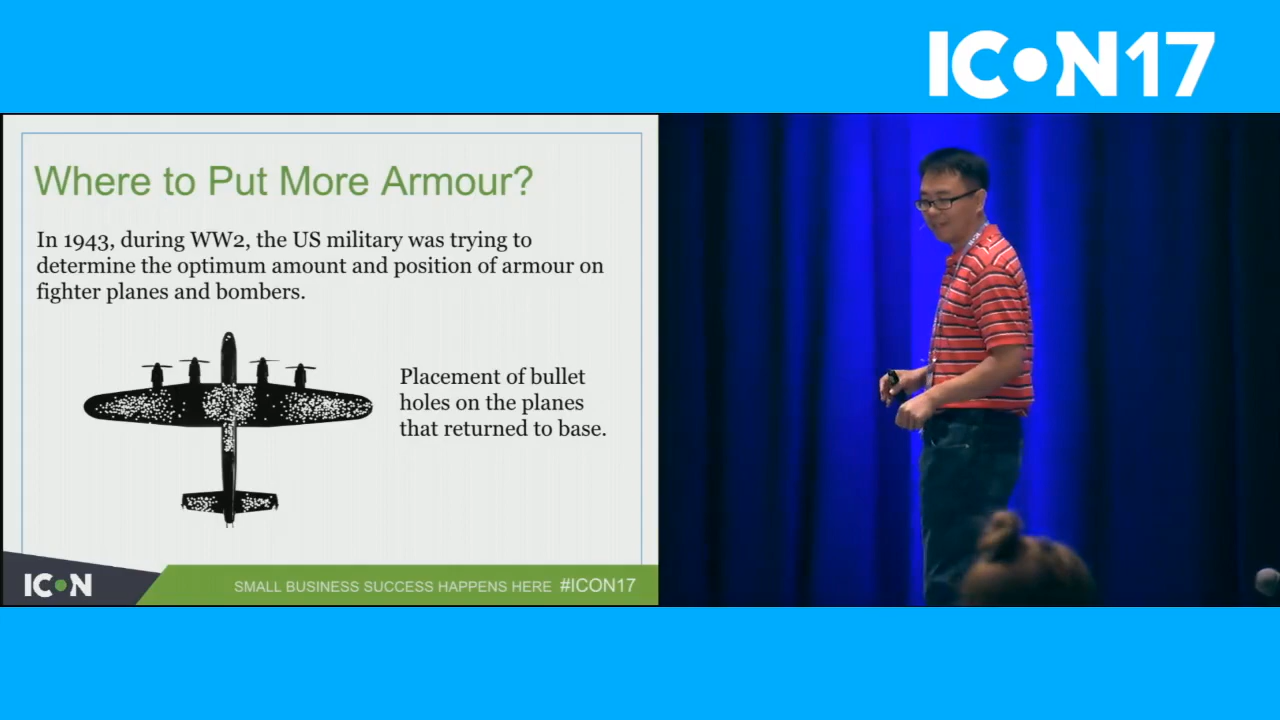 ICON17
Where to Put More Armour?
In 1943, during WW2, the US military was trying to
determine the optimum amount and position of armour on
fighter planes and bombers.
Placement of bullet
holes on the planes
that returned to base.
ICON
SMALL BUSINESS SUCCESS HAPPENS HERE #ICON17